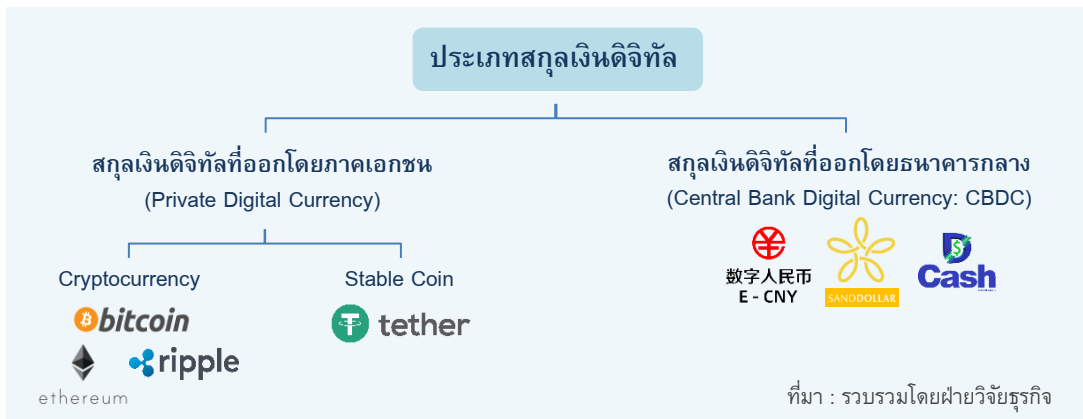 ประเภทสกุลเงินดิจิทัล
สกุลเงินดิจิทัลที่ออกโดยภาคเอกชน
(Private Digital Currency)
Cryptocurrency
bitcoin
ripple
ethereum
Stable Coin
tether
สกุลเงินดิจิทัลที่ออกโดยธนาคารกลาง
(Central Bank Digital Currency: CBDC)
数字人民币
E - CNY
SANDDOLLAR
D
Cash
ที่มา : รวบรวมโดยฝ่ายวิจัยธุรกิจ